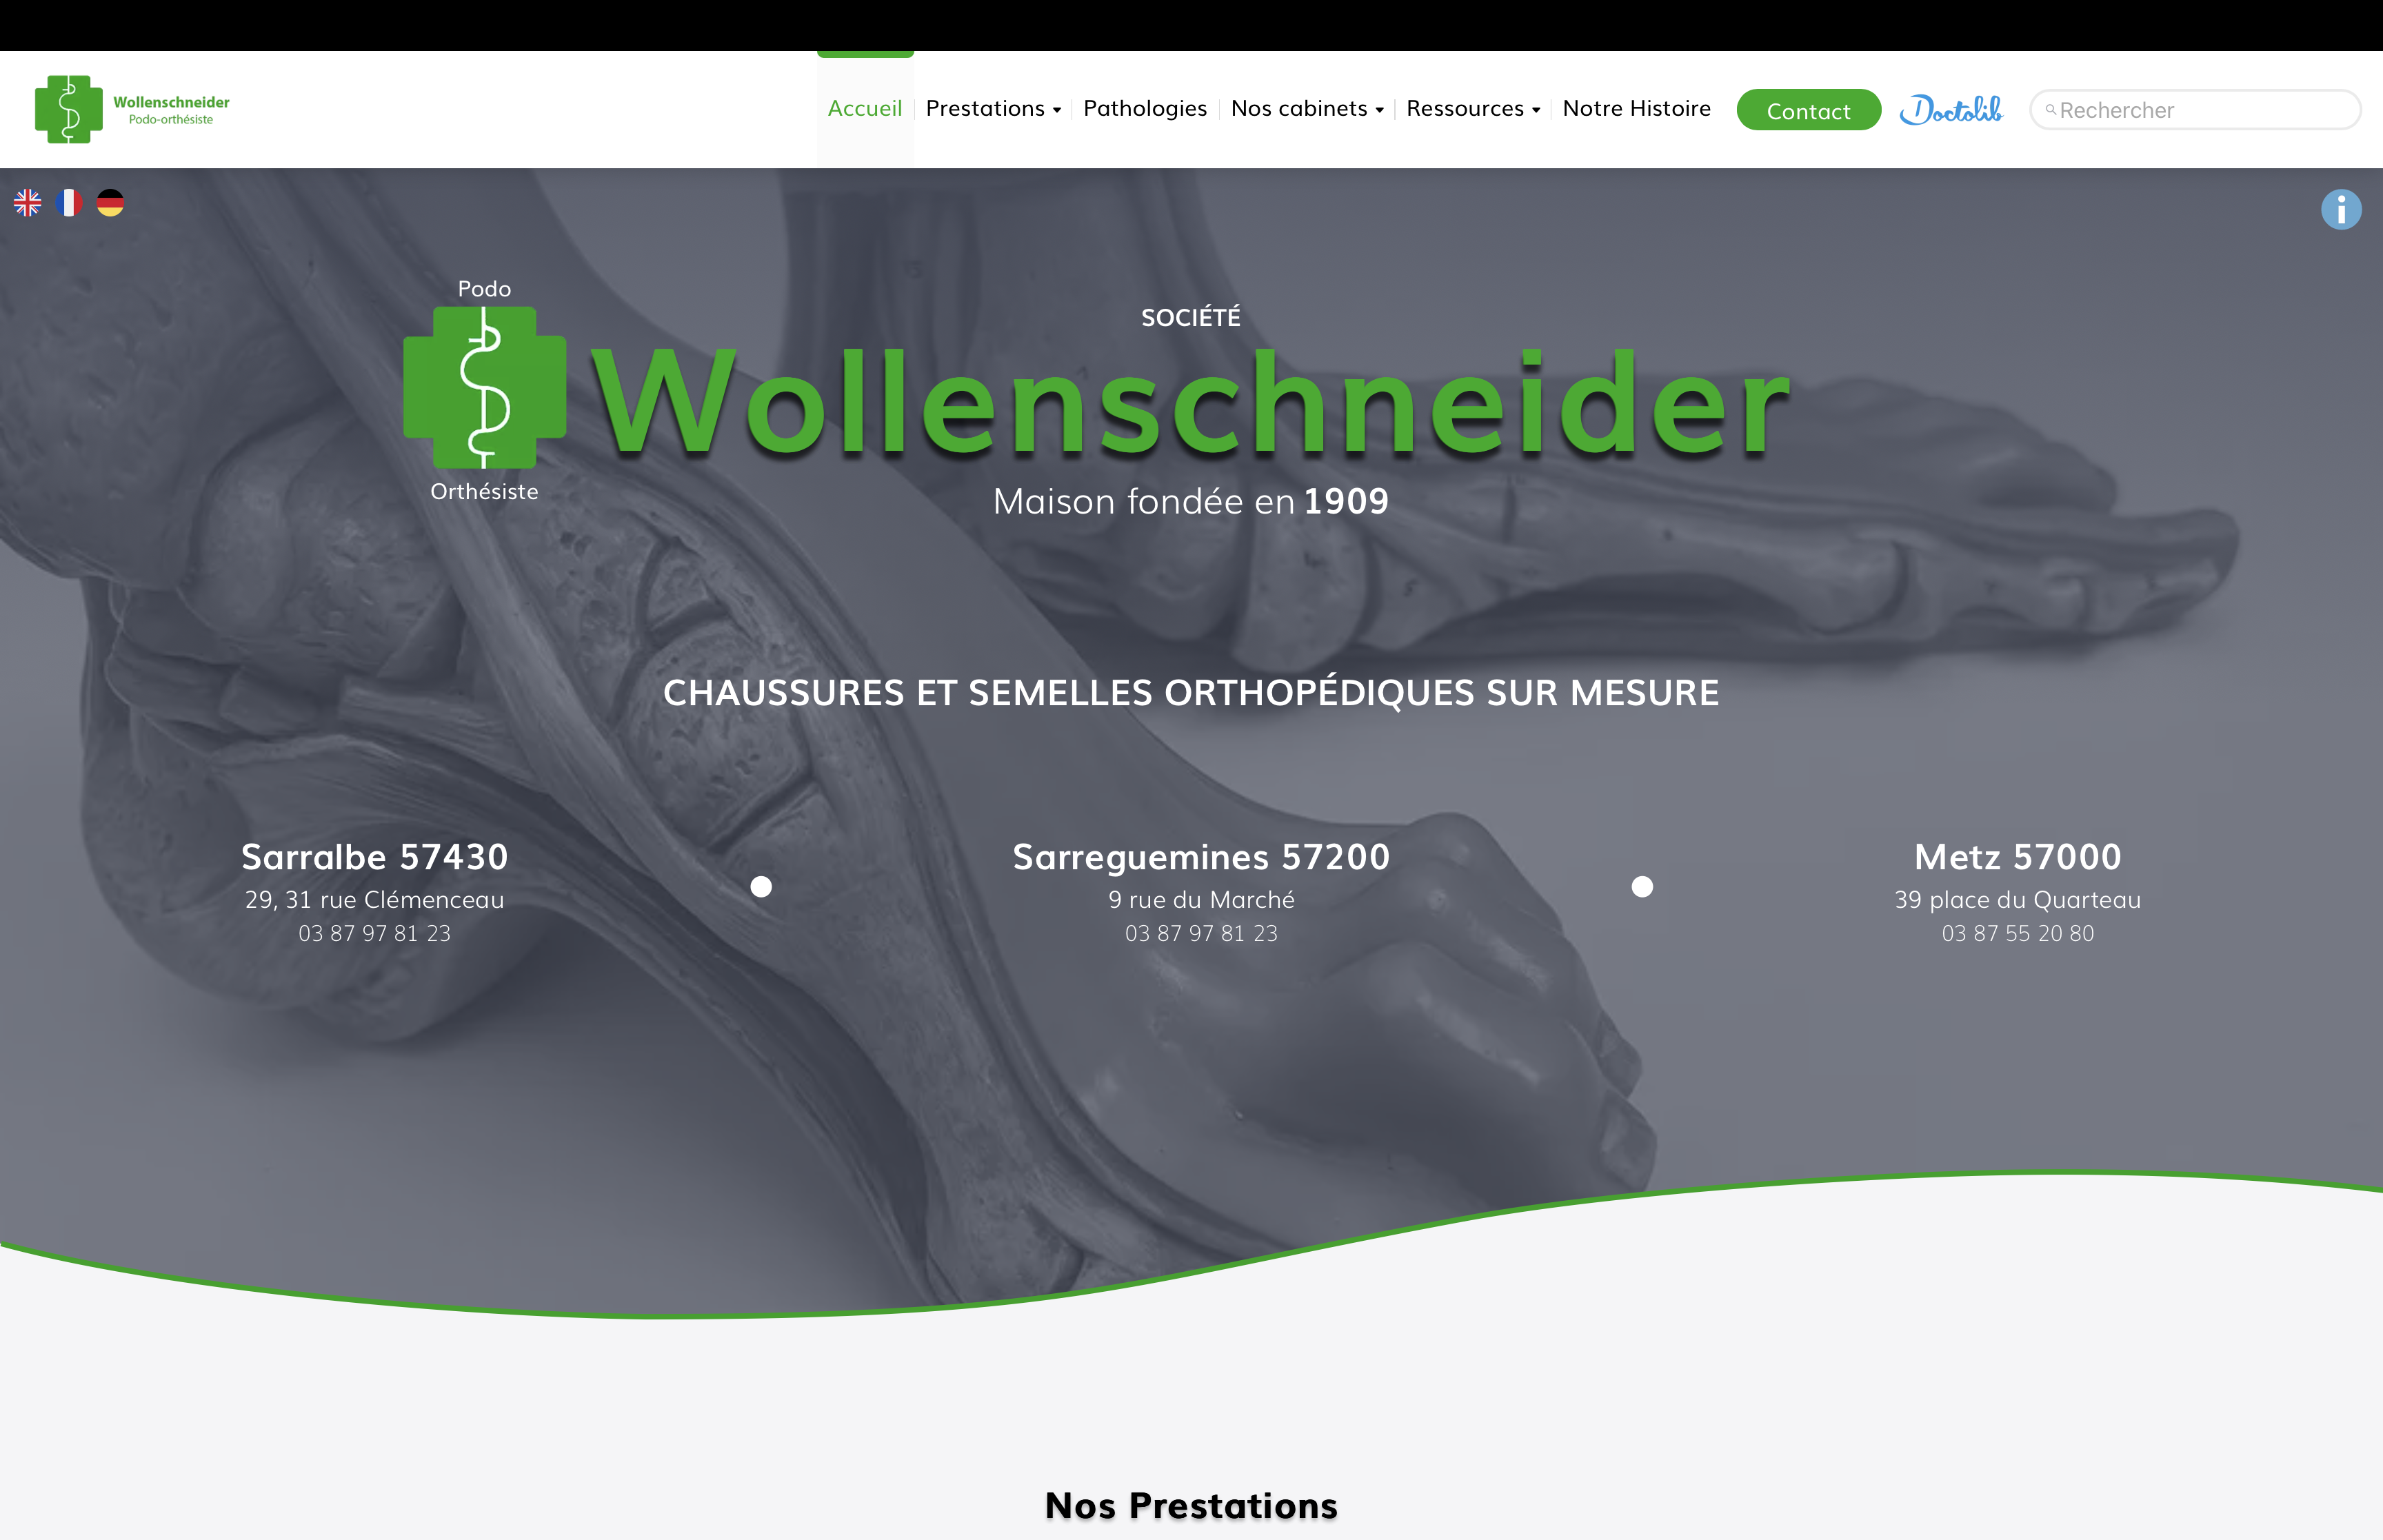 Wollenschneider
Podo-orthésiste
Accueil
Prestations
Pathologies
Nos cabinets
Ressources
Notre Histoire
Contact
Doctolib
Rechercher
Podo
Orthésiste
SOCIÉTÉ
Wollenschneider
Maison fondée en 1909
CHAUSSURES ET SEMELLES ORTHOPÉDIQUES SUR MESURE
Sarralbe 57430
29, 31 rue Clémenceau
03 87 97 81 23
Sarreguemines 57200
9 rue du Marché
03 87 97 81 23
Metz 57000
39 place du Quarteau
03 87 55 20 80
Nos Prestations